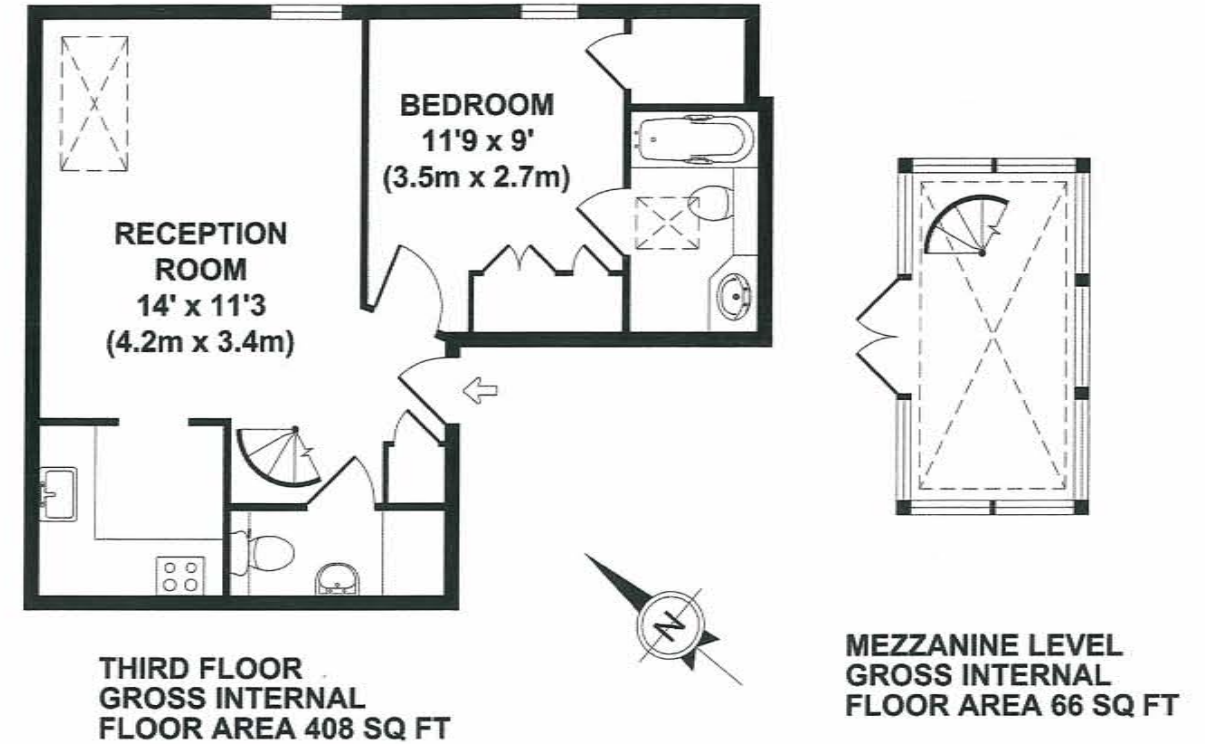 BEDROOM
11'9 x 9'
(3.5m x 2.7m)
RECEPTION
ROOM
14' x 11'3
(4.2m x 3.4m)
N
THIRD FLOOR
GROSS INTERNAL
FLOOR AREA 408 SQ FT
MEZZANINE LEVEL
GROSS INTERNAL
FLOOR AREA 66 SQ FT